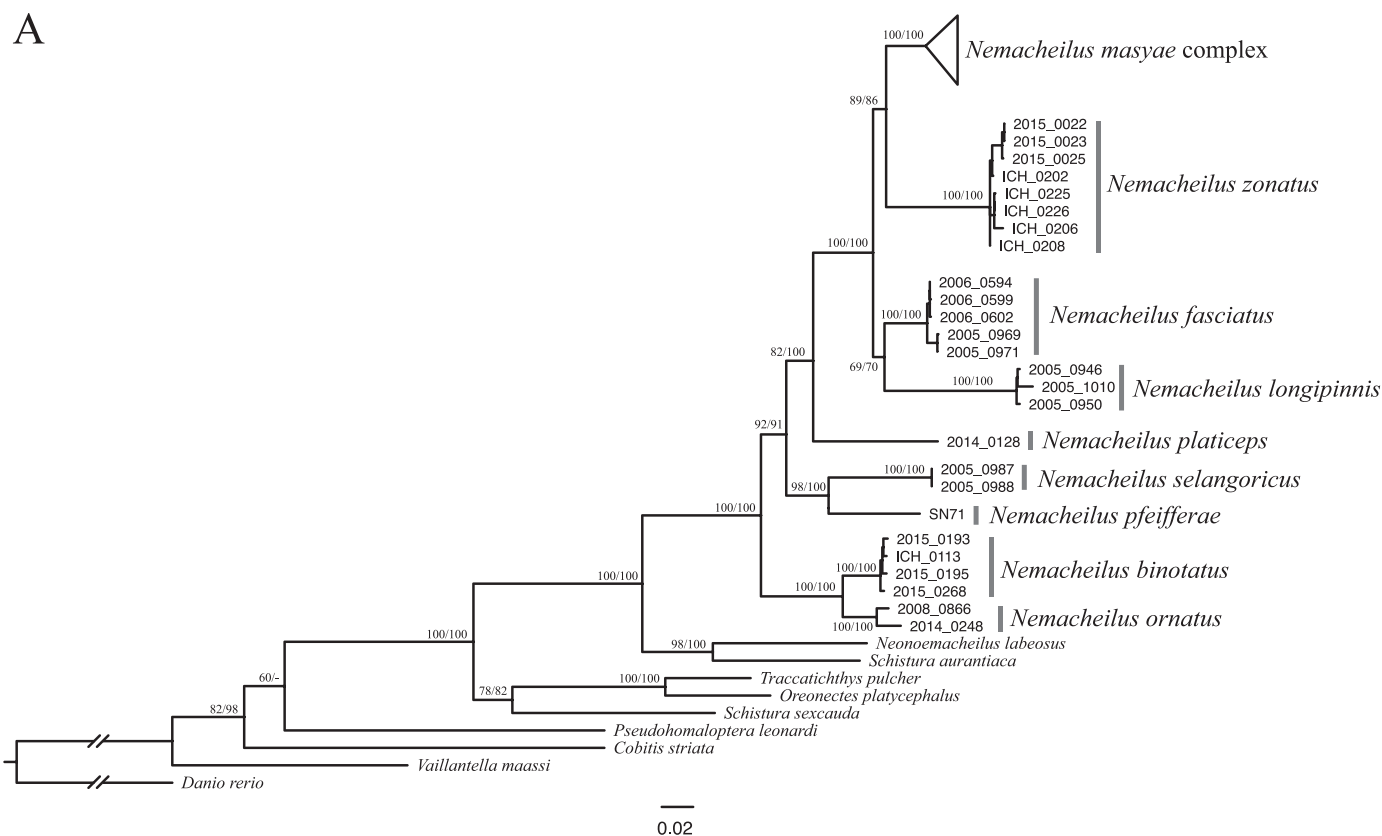 A
100/100
Nemacheilus masyae complex
89/86
2015_0022
2015_0023
2015_0025
ICH_0202
ICH_0225
ICH_0226
ICH_0206
ICH_0208
100/100
Nemacheilus zonatus
100/100
2006_0594
2006_0599
2006_0602
2005_0969
2005_0971
100/100
Nemacheilus fasciatus
69/70
2005_0946
2005_1010
2005_0950
100/100
Nemacheilus longipinnis
82/100
2014_0128
Nemacheilus platiceps
92/91
100/100
2005_0987
2005_0988
Nemacheilus selangoricus
98/100
SN71
Nemacheilus pfeifferae
100/100
2015_0193
ICH_0113
2015_0195
2015_0268
100/100
Nemacheilus binotatus
100/100
2008_0866
2014_0248
100/100
Nemacheilus ornatus
100/100
98/100
Neonoemacheilus labeosus
Schistura aurantiaca
100/100
100/100
Traccatichthys pulcher
Oreonectes platycephalus
78/82
Schistura sexcauda
60/-
Pseudohomaloptera leonardi
82/98
Cobitis striata
Vaillantella maassi
Danio rerio
0.02